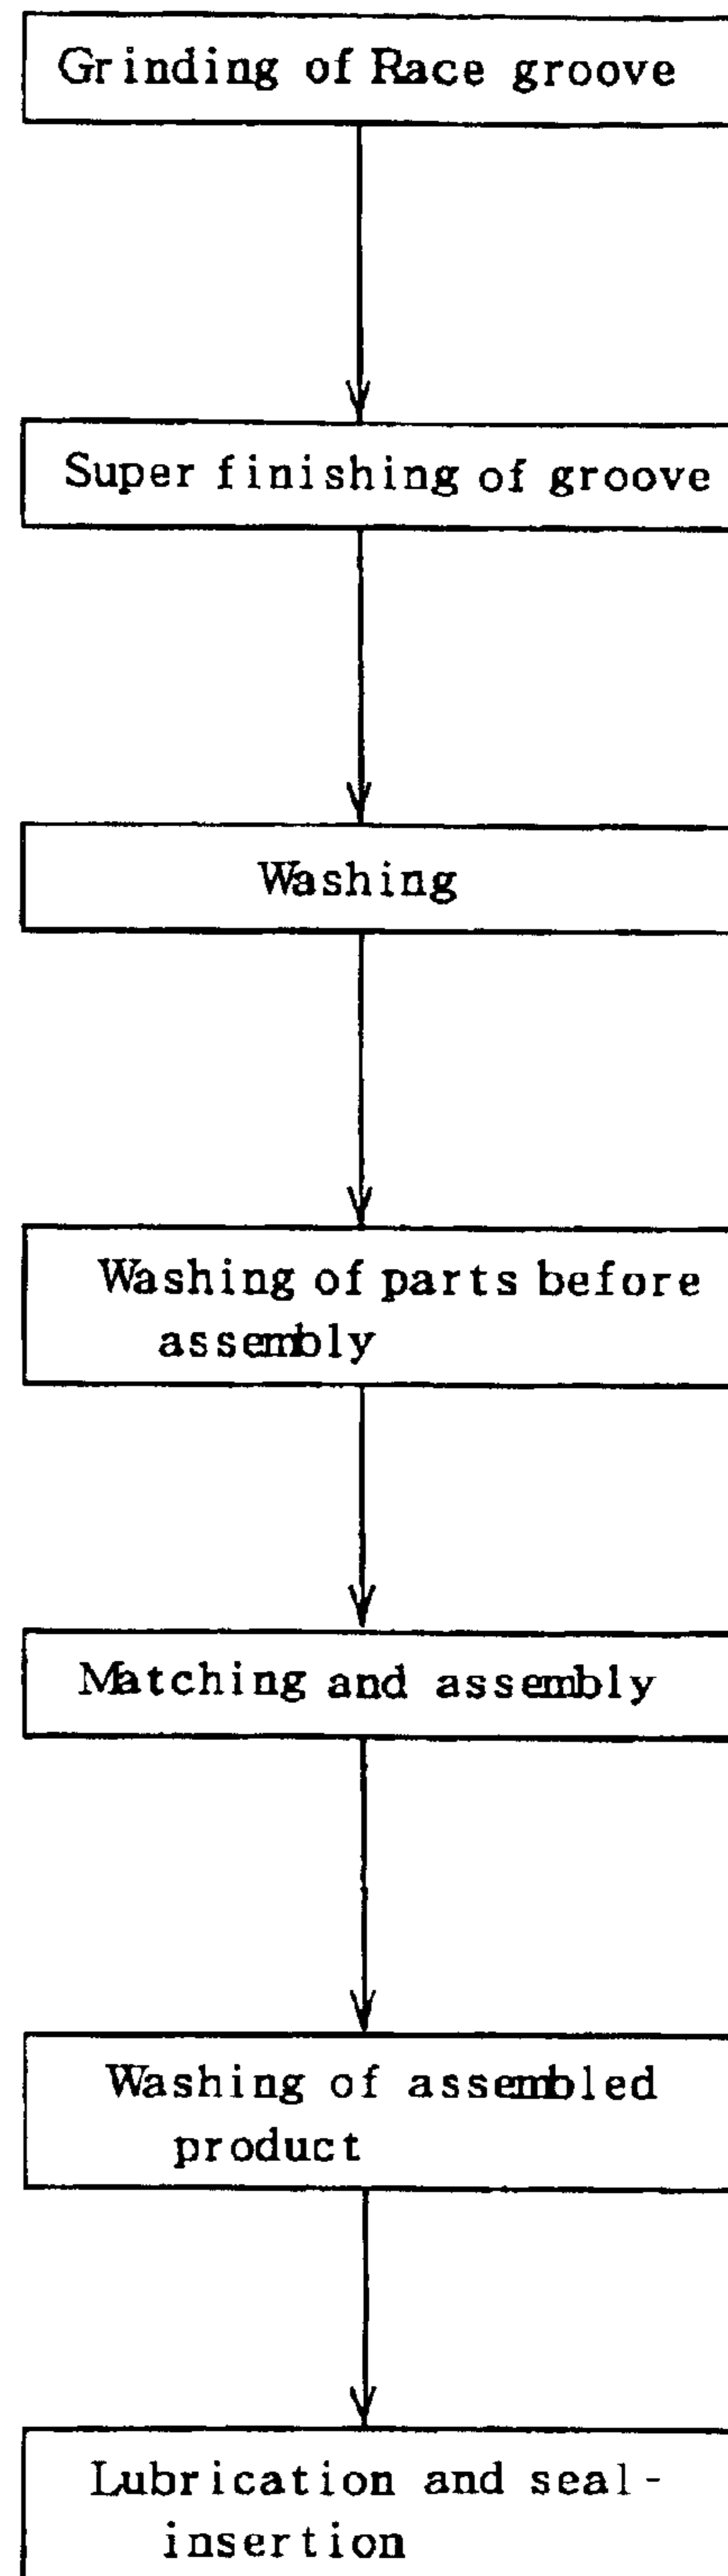 Grinding of Race groove
Super finishing of groove
Washing
Washing of parts before
assembly
Matching and assembly
Washing of assembled
product
Lubrication and seal-
insertion